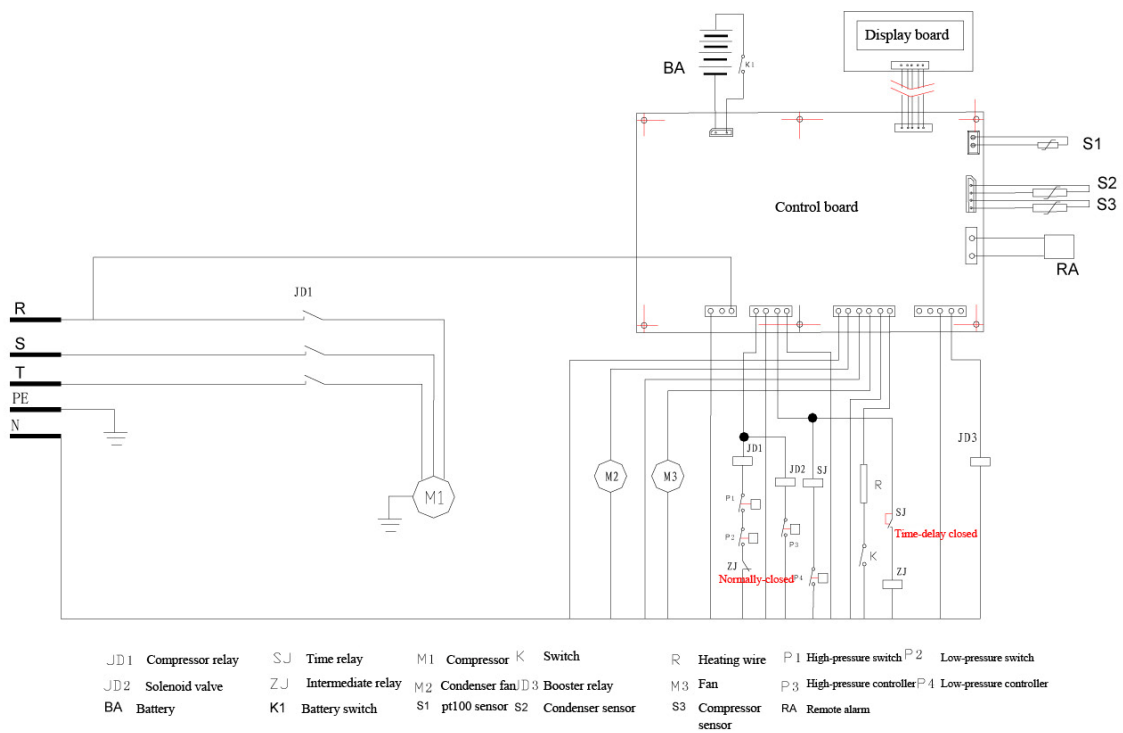 Display board
BA
K1
S1
S2
Control board
S3
RA
JD1
R
S
T
PE
N
JD1
JD2
SJ
JD3
M2
M3
M1
P1
R
SJ
Time-delay closed
P2
P3
K
ZJ
Normally-closed
P4
ZJ
JD1 Compressor relay SJ Time relay M1 Compressor K Switch R Heating wire P1 High-pressure switch P2 Low-pressure switch
JD2 Solenoid valve ZJ Intermediate relay M2 Condenser fan JD3 Booster relay M3 Fan P3 High-pressure controller P4 Low-pressure controller
BA Battery K1 Battery switch S1 pt100 sensor S2 Condenser sensor S3 Compressor sensor RA Remote alarm